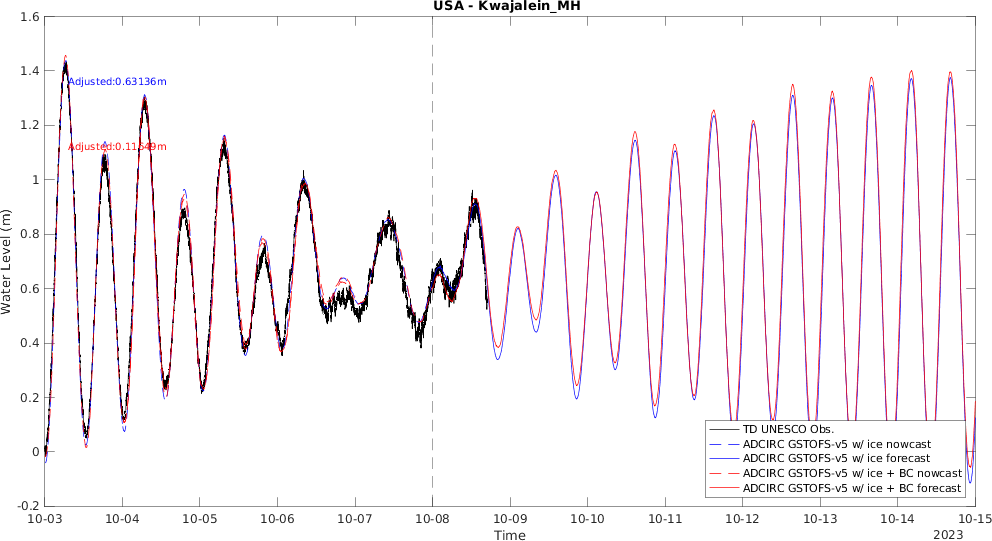 USA - Kwajalein_MH
1.6
1.4
1.2
1
0.8
0.6
0.4
0.2
0
-0.2
Water Level (m)
Adjusted:0.63136m
Adjusted:0.11549m
TD UNESCO Obs.
ADCIRC GSTOFS-v5 w/ ice nowcast
ADCIRC GSTOFS-v5 w/ ice forecast
ADCIRC GSTOFS-v5 w/ ice + BC nowcast
ADCIRC GSTOFS-v5 w/ ice + BC forecast
10-03 10-04 10-05 10-06 10-07 10-08 10-09 10-10 10-11 10-12 10-13 10-14 10-15
Time
2023